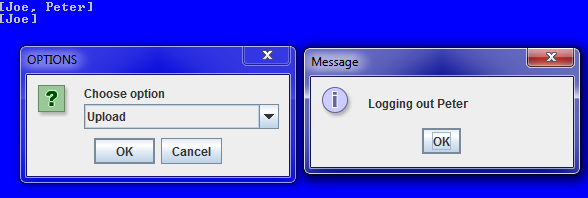 [Joe, Peter]
[Joe]
OPTIONS
Choose option
Upload
OK
Cancel
Message
Logging out Peter
OK